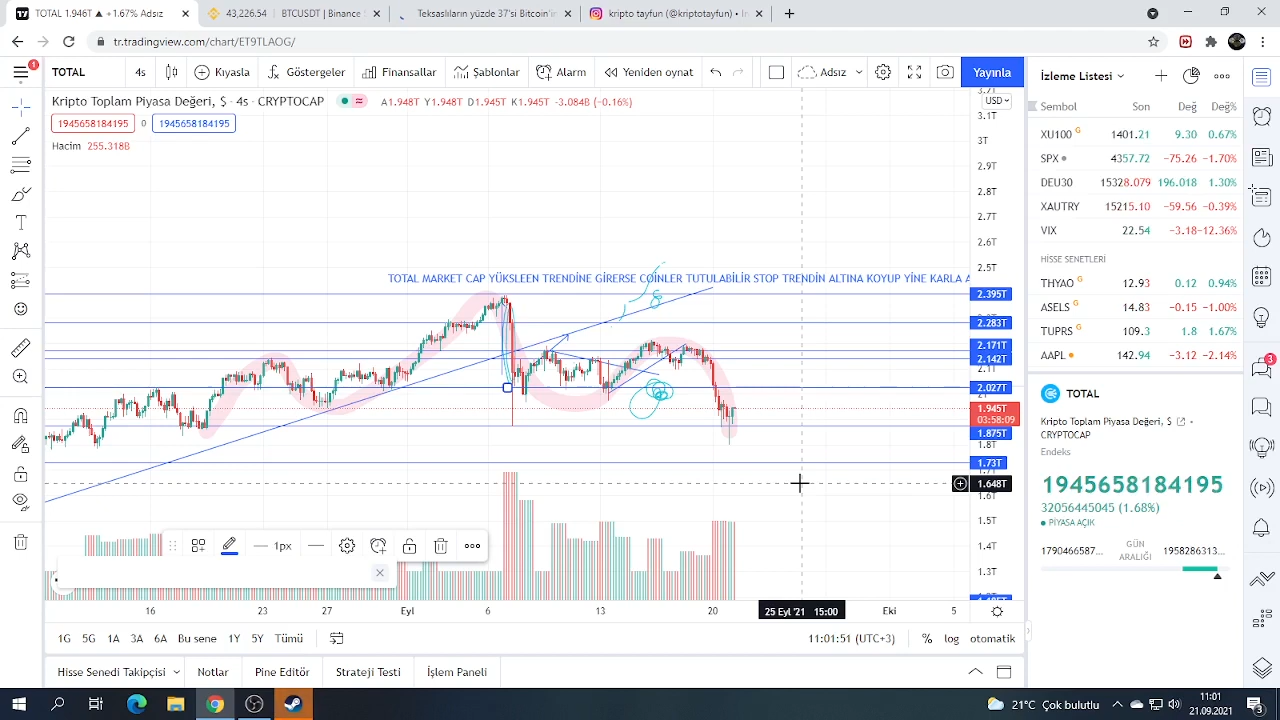 TOTAL 1.946T ▲ +1.67% Adsız
43,226.54 BTCUSDT | Binance
Teksaslıların yüzde 37'si Bitcoin'i
kripto tayfun (@kriptotayfun)
tr.tradingview.com/chart/ET9TLAOG/
1
TOTAL
4s
Kıyasla
Göstergeler
Finansallar
Şablonlar
Alarm
Yeniden oynat
Adsız
Yayınla
Kripto Toplam Piyasa Değeri, $ · 4s · CRYPTOCAP
A1.948T Y1.948T D1.945T K1.945T -3.084B (-0.16%)
1945658184195 0 1945658184195
Hacim 255.318B
TOTAL MARKET CAP YÜKSLEEN TRENDİNE GİRERSE COİNLER TUTULABİLİR STOP TRENDİN ALTINA KOYUP YİNE KARLA A
USD
3.1T
3T
2.9T
2.8T
2.7T
2.6T
2.5T
2.395T
2.283T
2.171T
2.142T
2.1T
2.027T
1.945T
03:58:09
1.875T
1.8T
1.73T
1.648T
1.6T
1.5T
1.4T
1.3T
1px
16 23 27 Eyl 6 13 20 25 Eyl '21 15:00 Eki 5
1G 5G 1A 3A 6A Bu sene 1Y 5Y Tümü
11:01:51 (UTC+3) % log otomatik
Hisse Senedi Takipçisi Notlar Pine Editör Strateji Testi İşlem Paneli
İzleme Listesi
Sembol Son Değ Değ%
XU100 G 1401.21 9.30 0.67%
SPX 4357.72 -75.26 -1.70%
DEU30 15328.079 196.018 1.30%
XAUTRY 15215.10 -59.56 -0.39%
VIX 22.54 -3.18 -12.36%
HİSSE SENETLERİ
THYAO G 12.93 0.12 0.94%
ASELS G 14.83 -0.15 -1.00%
TUPRS G 109.3 1.8 1.67%
AAPL 142.94 -3.12 -2.14%
TOTAL
Kripto Toplam Piyasa Değeri, $ ·
CRYPTOCAP
Endeks
1945658184195
32056445045 (1.68%)
PİYASA AÇIK
1790466587... GÜN ARALIĞI 1958286313...
3
21°C Çok bulutlu
11:01
21.09.2021